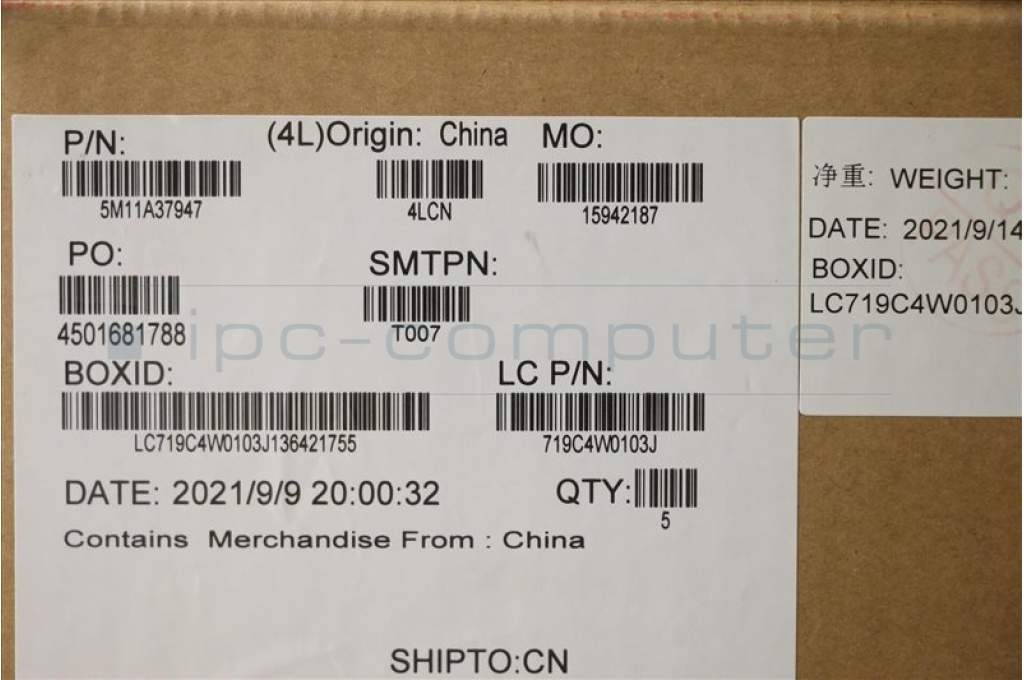 P/N:
(4L)Origin: China
MO:
5M11A37947
4LCN
15942187
PO:
SMTPN:
4501681788
T007
BOXID:
LC P/N:
LC719C4W0103J136421755
719C4W0103J
DATE: 2021/9/9 20:00:32
QTY:
5
Contains Merchandise From : China
SHIPTO:CN
净重: WEIGHT:
DATE: 2021/9/14
BOXID:
LC719C4W0103J
ipc-computer